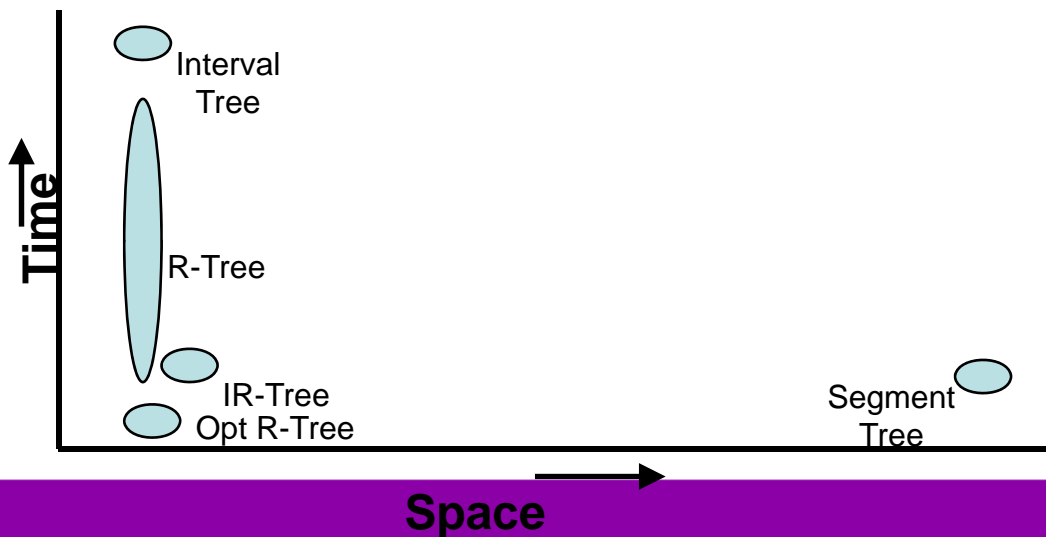 Interval
Tree
Time
R-Tree
IR-Tree
Opt R-Tree
Segment
Tree
Space